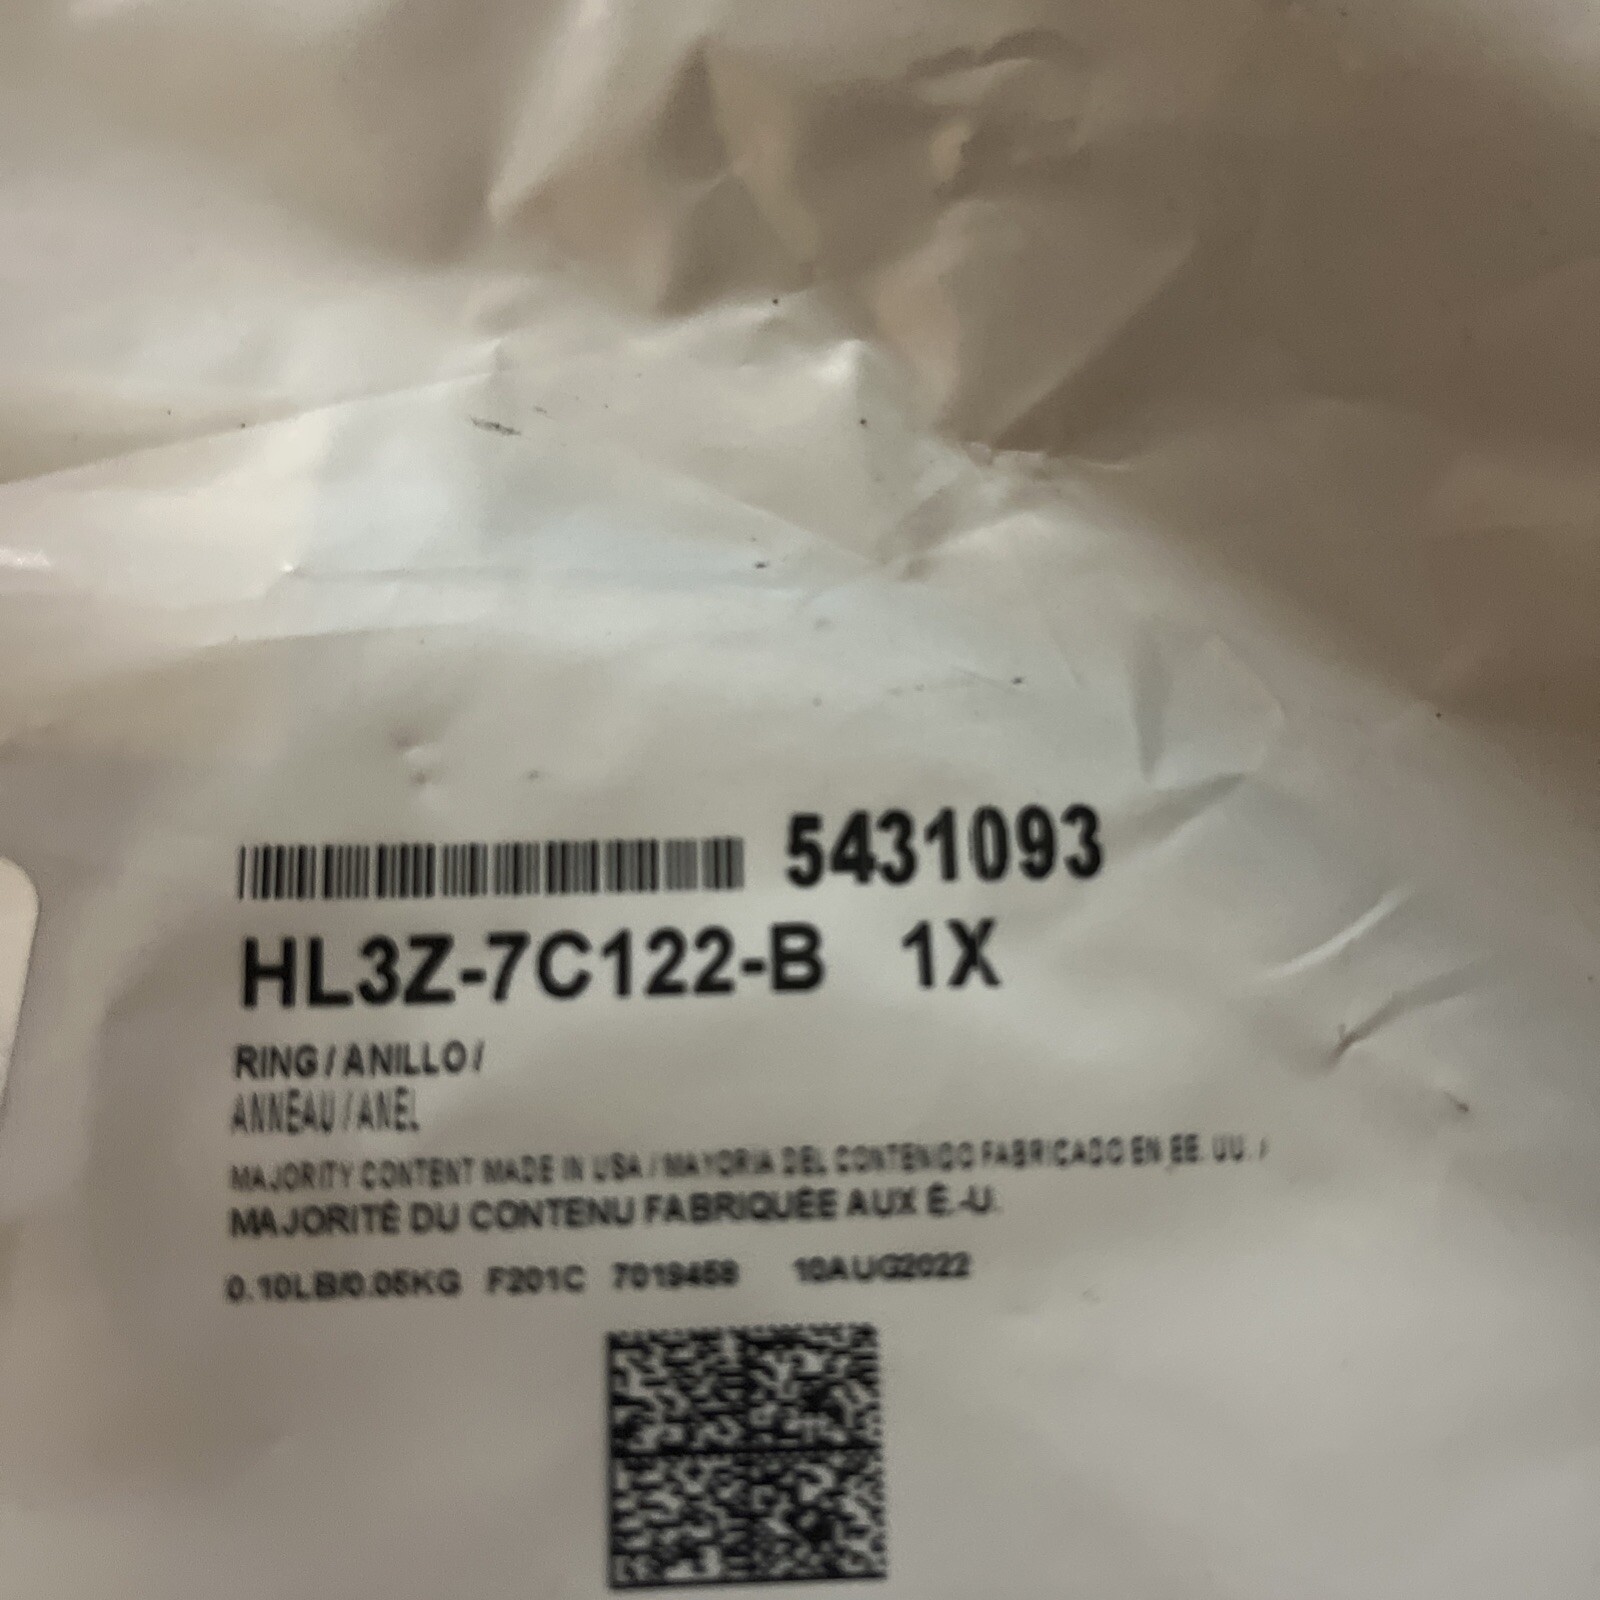 5431093
HL3Z-7C122-B 1X
RING/ANILLO/
ANNEAU/ANEL
MAJORITY CONTENT MADE IN USA / MAYORIA DEL CONTENIDO FABRICADO EN EE. UU. /
MAJORITÉ DU CONTENU FABRIQUÉE AUX É.-U.
0.10LB/0.05KG F201C 7019458 10AUG2022